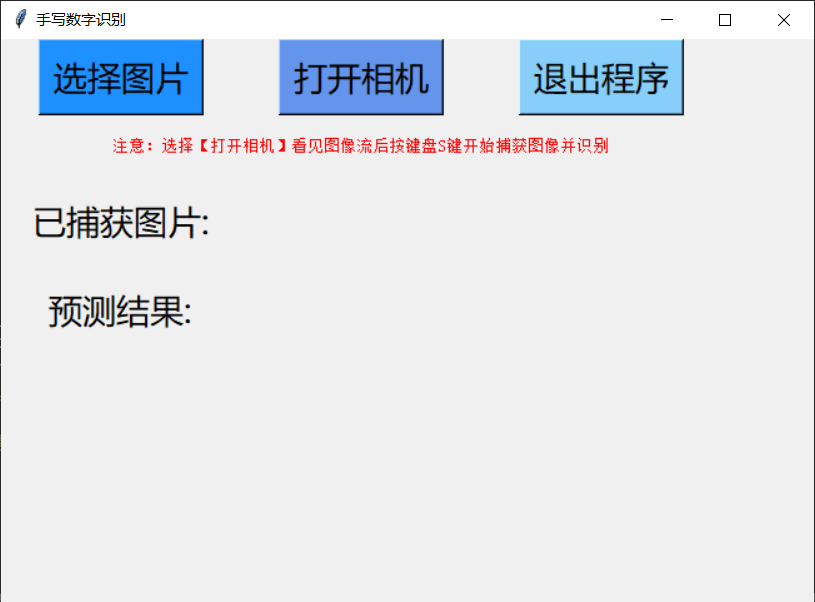 手写数字识别
选择图片 打开相机 退出程序
注意：选择【打开相机】看见图像流后按键盘S键开始捕获图像并识别
已捕获图片:
预测结果: